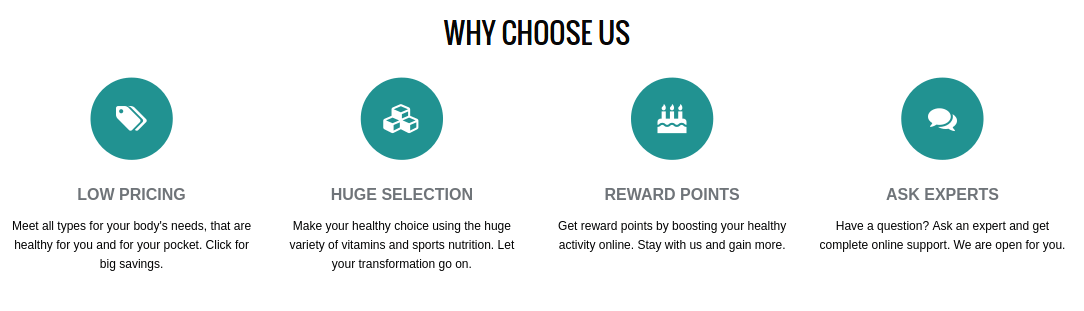 WHY CHOOSE US
LOW PRICING
Meet all types for your body's needs, that are
healthy for you and for your pocket. Click for
big savings.
HUGE SELECTION
Make your healthy choice using the huge
variety of vitamins and sports nutrition. Let
your transformation go on.
REWARD POINTS
Get reward points by boosting your healthy
activity online. Stay with us and gain more.
ASK EXPERTS
Have a question? Ask an expert and get
complete online support. We are open for you.